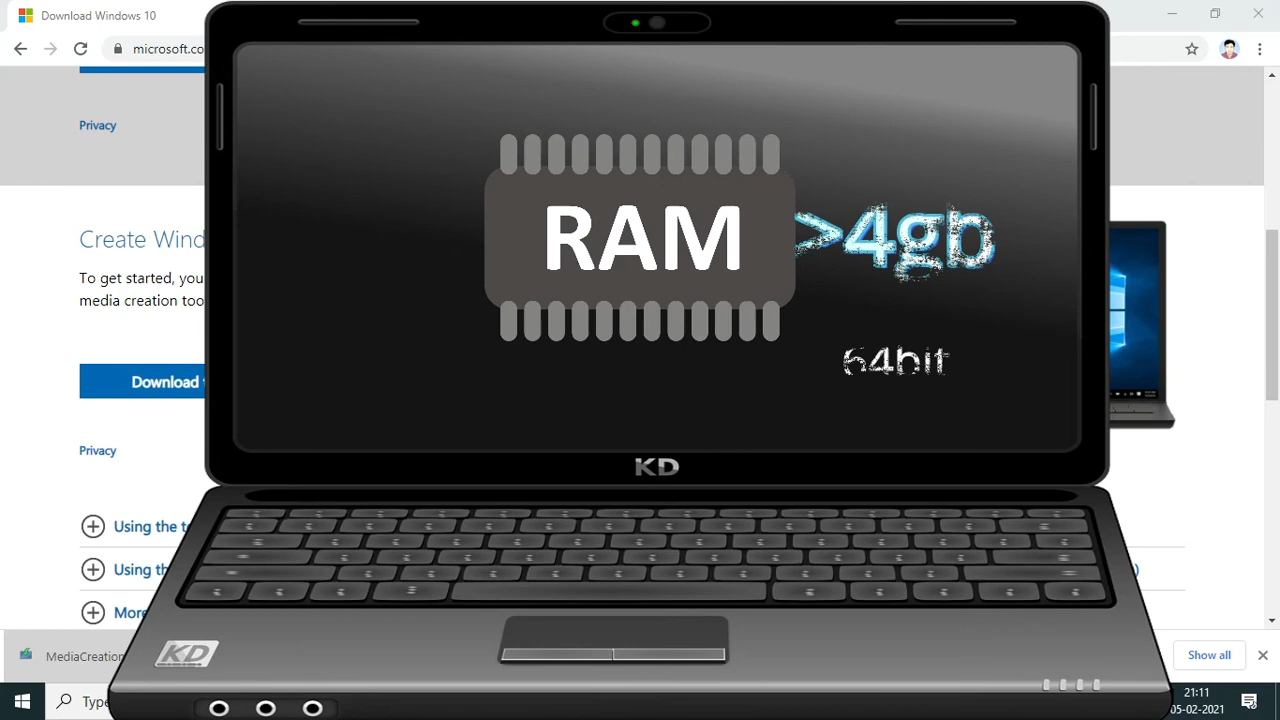 Download Windows 10
microsoft.co
Privacy
RAM
>4gb
64bit
Create Wind
To get started, you
media creation too
Download
Privacy
KD
Using the to
Using th
More
)
KD
MediaCreation
Show all
Type
21:11
05-02-2021